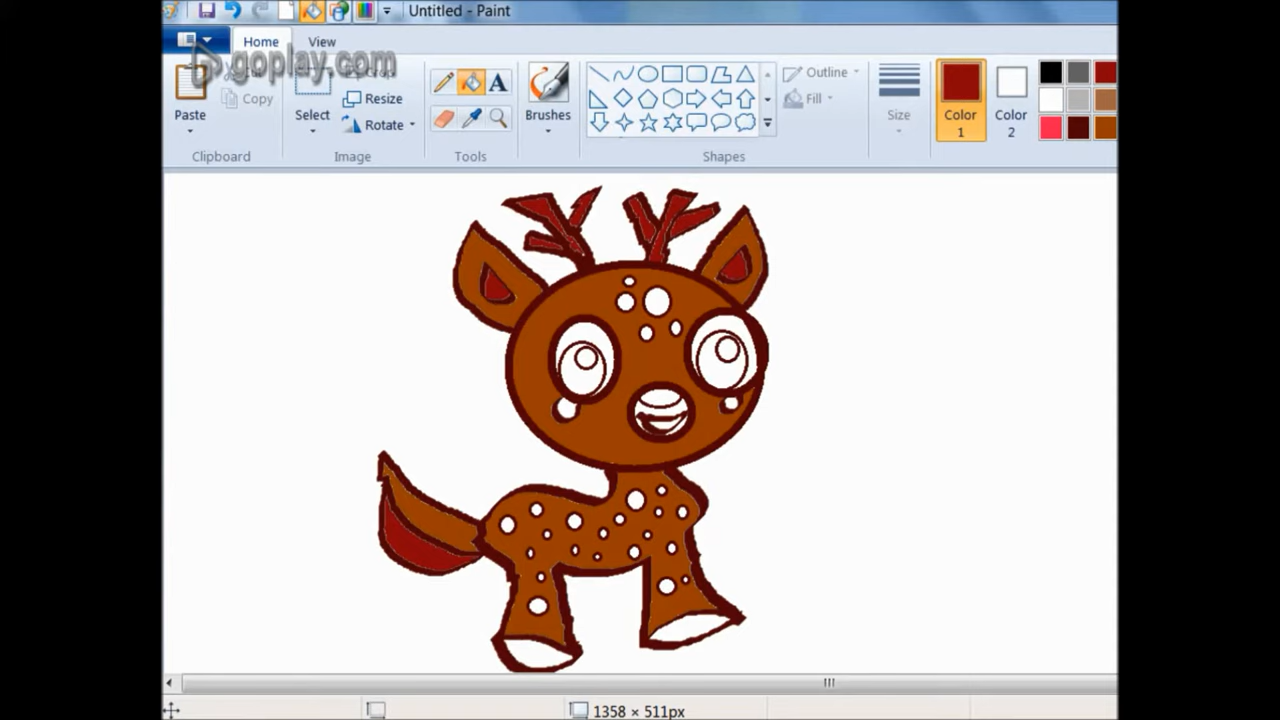 Untitled - Paint
Home View
goplay.com
Paste Copy Select Resize Rotate Brushes Outline Fill Size Color 1 Color 2
Clipboard Image Tools Shapes
1358 × 511px